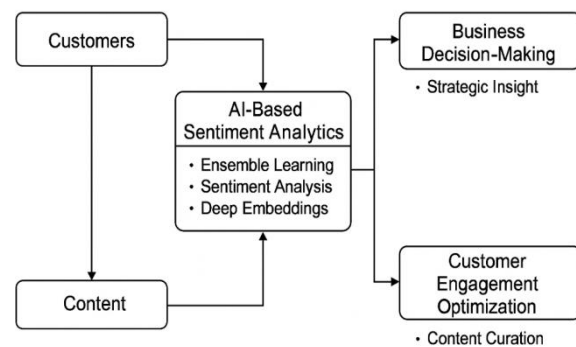 Customers
Content
AI-Based
Sentiment Analytics
• Ensemble Learning
• Sentiment Analysis
• Deep Embeddings
Business
Decision-Making
• Strategic Insight
Customer
Engagement
Optimization
• Content Curation